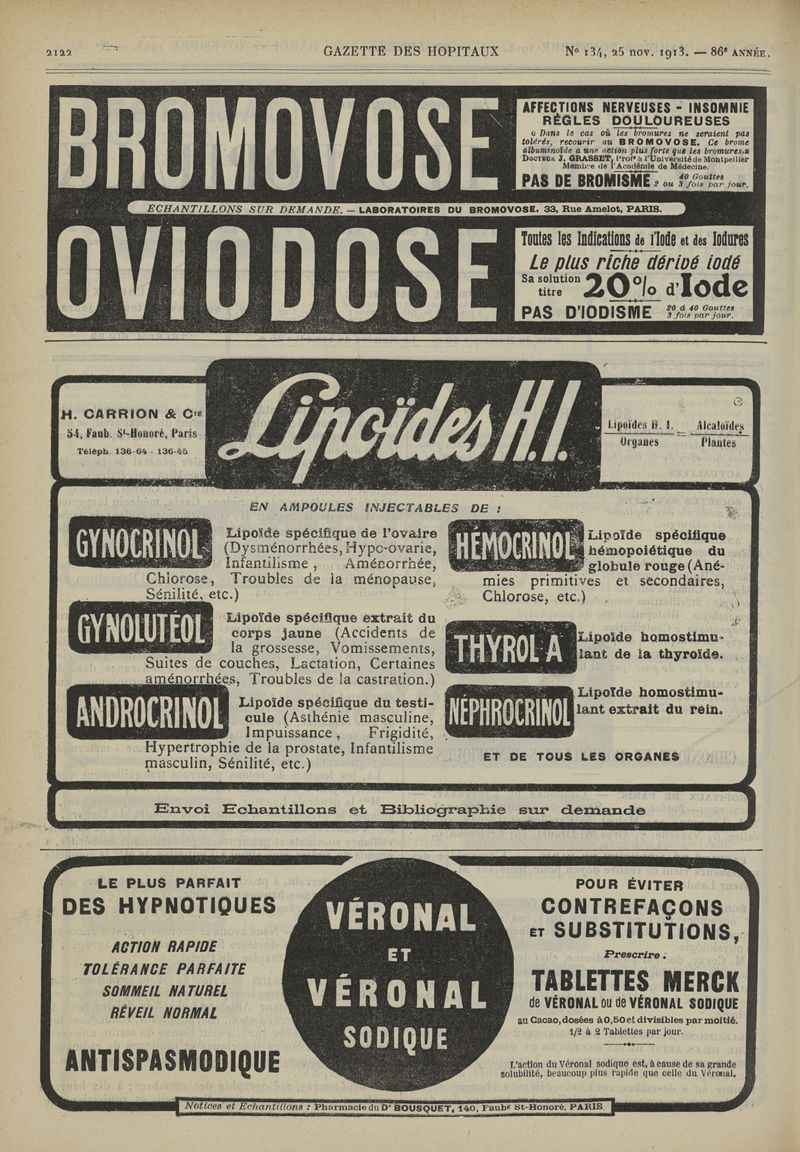 2122 GAZETTE DES HOPITAUX N° 134, 25 nov. 1913. — 86e ANNÉE.
BROMOVOSE
AFFECTIONS NERVEUSES - INSOMNIE
RÈGLES DOULOUREUSES
« Dans le cas où les bromures ne seraient pas
tolérés, recourir au BROMOVOSE. Ce brome
albuminoïde a une action plus forte que les bromures.»
DOCTEUR J. GRASSET, Profr à l'Université de Montpellier
Membre de l'Académie de Médecine.
PAS DE BROMISME 40 Gouttes
2 ou 3 fois par jour.
ECHANTILLONS SUR DEMANDE. — LABORATOIRES DU BROMOVOSE, 33, Rue Amelot, PARIS.
OVIODOSE
Toutes les Indications de l'Iode et des Iodures
Le plus riche dérivé iodé
Sa solution titre 20% d'Iode
PAS D'IODISME 20 à 40 Gouttes
3 fois par jour.
H. CARRION & Cie
54, Faub. St-Honoré, Paris
Téléph. 136-64 - 136-45
Lipoïdes H.I.
Lipoïdes H. I. = Alcaloïdes
Organes Plantes
EN AMPOULES INJECTABLES DE :
GYNOCRINOL
Lipoïde spécifique de l'ovaire
(Dysménorrhées, Hypo-ovarie,
Infantilisme, Aménorrhée,
Chlorose, Troubles de la ménopause,
Sénilité, etc.)
GYNOLUTÉOL
Lipoïde spécifique extrait du
corps jaune (Accidents de
la grossesse, Vomissements,
Suites de couches, Lactation, Certaines
aménorrhées, Troubles de la castration.)
ANDROCRINOL
Lipoïde spécifique du testi-
cule (Asthénie masculine,
Impuissance, Frigidité,
Hypertrophie de la prostate, Infantilisme
masculin, Sénilité, etc.)
HÉMOCRINOL
Lipoïde spécifique
hémopoiétique du
globule rouge (Ané-
mies primitives et secondaires,
Chlorose, etc.)
THYROL A
Lipoïde homostimu-
lant de la thyroïde.
NÉPHROCRINOL
Lipoïde homostimu-
lant extrait du rein.
ET DE TOUS LES ORGANES
Envoi Echantillons et Bibliographie sur demande
LE PLUS PARFAIT
DES HYPNOTIQUES
ACTION RAPIDE
TOLÉRANCE PARFAITE
SOMMEIL NATUREL
RÉVEIL NORMAL
ANTISPASMODIQUE
VÉRONAL
ET
VÉRONAL
SODIQUE
POUR ÉVITER
CONTREFAÇONS
ET SUBSTITUTIONS,
Prescrire :
TABLETTES MERCK
de VÉRONAL ou de VÉRONAL SODIQUE
au Cacao, dosées à 0,50 et divisibles par moitié.
1/2 à 2 Tablettes par jour.
L'action du Véronal sodique est, à cause de sa grande
solubilité, beaucoup plus rapide que celle du Véronal.
Notices et Echantillons : Pharmacie du Dr BOUSQUET, 140, Faubg St-Honoré, PARIS